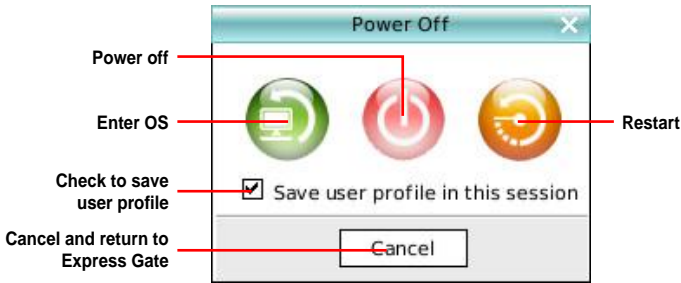 Power Off
Power off
Enter OS
Restart
Check to save
user profile
Save user profile in this session
Cancel and return to
Express Gate
Cancel